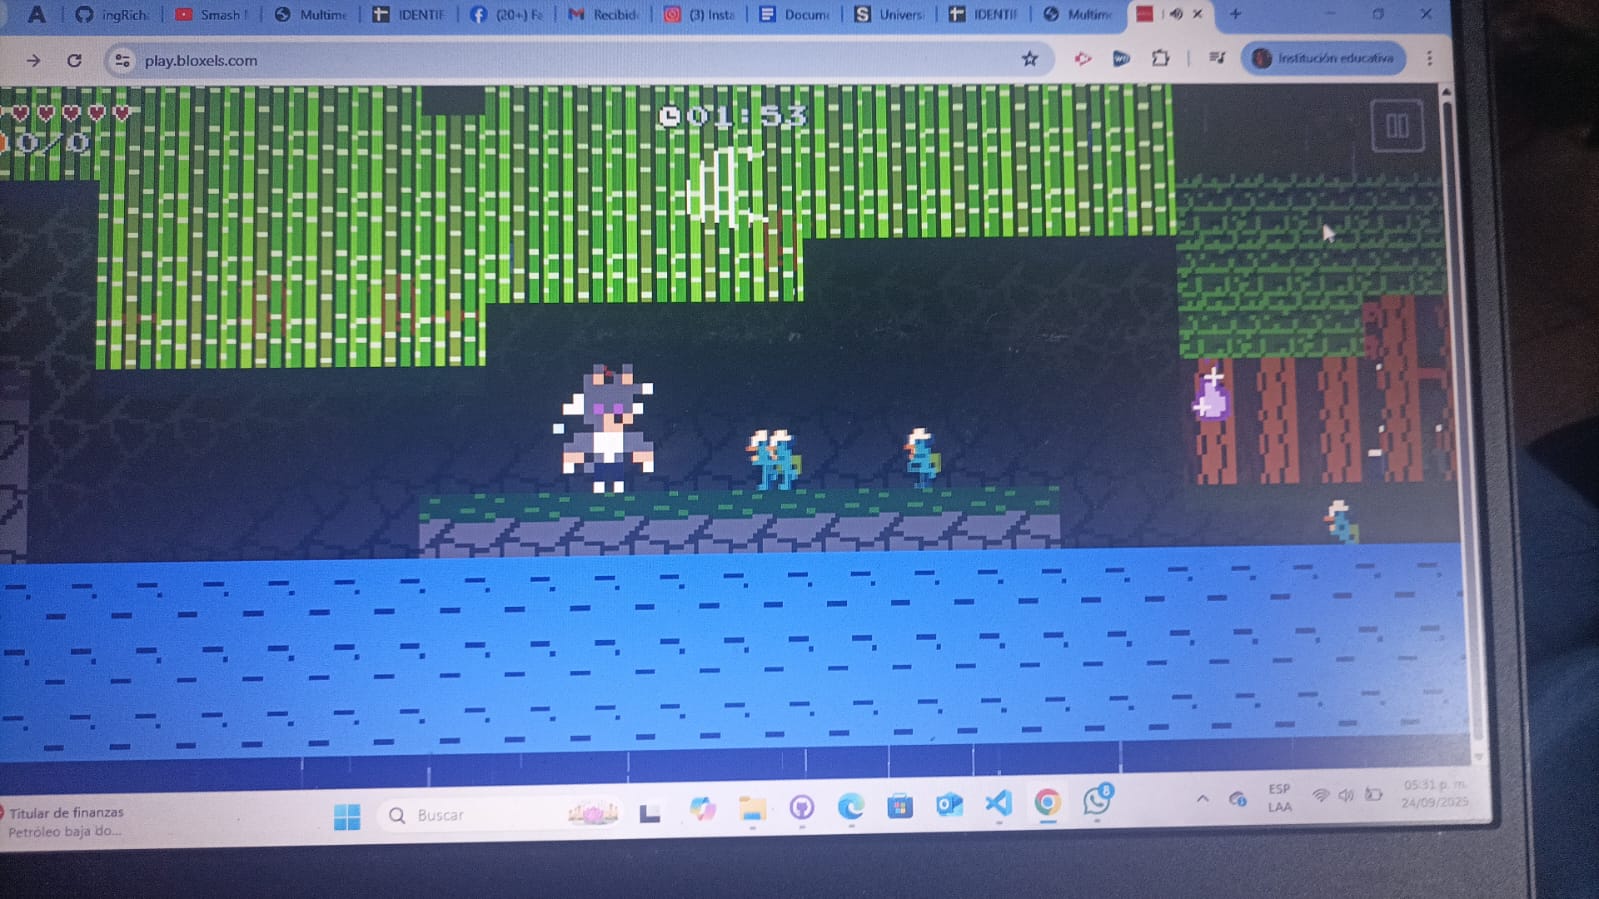 ingRich
Smash
Multime
IDENTIF
(20+) Fa
Recibid
(3) Insta
Docum
Univers
IDENTIF
Multim
play.bloxels.com
Institución educativa
0/0
01:53
Titular de finanzas
Petróleo baja do...
Buscar
8
ESP
LAA
05:31 p. m.
24/09/2025